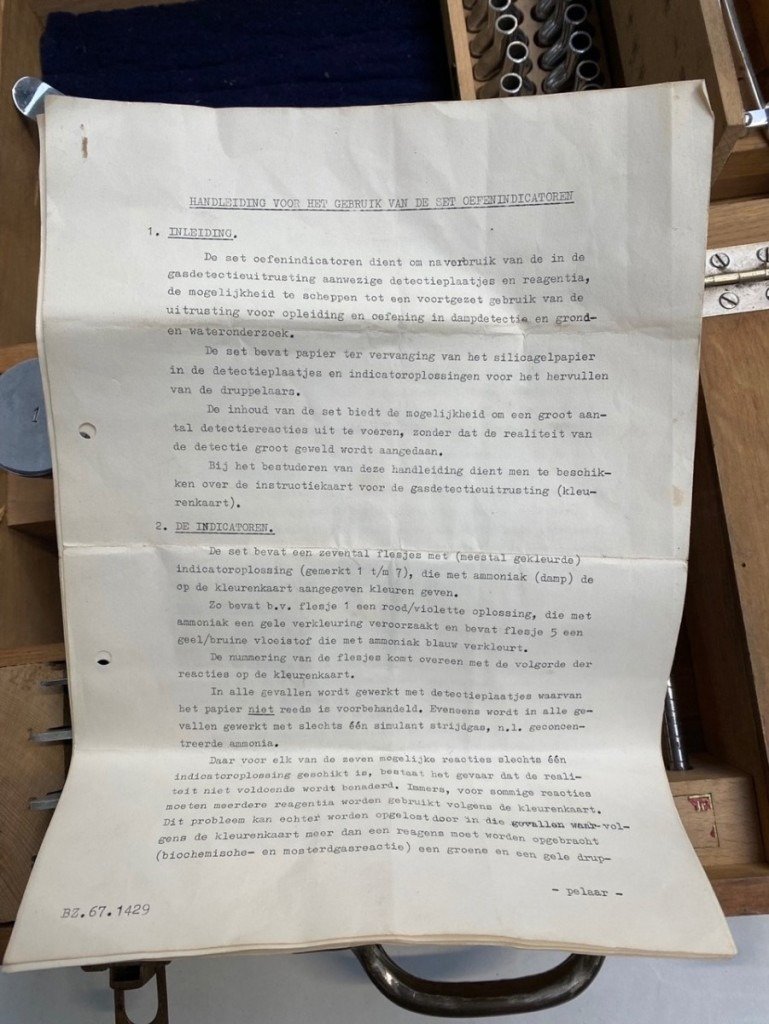 HANDLEIDING VOOR HET GEBRUIK VAN DE SET OEFENINDICATOREN
1. INLEIDING.
De set oefenindicatoren dient om na verbruik van de in de
gasdetectieuitrusting aanwezige detectieplaatjes en reagentia,
de mogelijkheid te scheppen tot een voortgezet gebruik van de
uitrusting voor opleiding en oefening in dampdetectie en grond-
en wateronderzoek.
De set bevat papier ter vervanging van het silicagelpapier
in de detectieplaatjes en indicatoroplossingen voor het hervullen
van de druppelaars.
De inhoud van de set biedt de mogelijkheid om een groot aan-
tal detectiereacties uit te voeren, zonder dat de realiteit van
de detectie groot geweld wordt aangedaan.
Bij het bestuderen van deze handleiding dient men te beschik-
ken over de instructiekaart voor de gasdetectieuitrusting (kleu-
renkaart).
2. DE INDICATOREN.
De set bevat een zevental flesjes met (meestal gekleurde)
indicatoroplossing (gemerkt 1 t/m 7), die met ammoniak (damp) de
op de kleurenkaart aangegeven kleuren geven.
Zo bevat b.v. flesje 1 een rood/violette oplossing, die met
ammoniak een gele verkleuring veroorzaakt en bevat flesje 5 een
geel/bruine vloeistof die met ammoniak blauw verkleurt.
De nummering van de flesjes komt overeen met de volgorde der
reacties op de kleurenkaart.
In alle gevallen wordt gewerkt met detectieplaatjes waarvan
het papier niet reeds is voorbehandeld. Eveneens wordt in alle ge-
vallen gewerkt met slechts één simulant strijdgas, n.l. geconcen-
treerde ammonia.
Daar voor elk van de zeven mogelijke reacties slechts één
indicatoroplossing geschikt is, bestaat het gevaar dat de reali-
teit niet voldoende wordt benaderd. Immers, voor sommige reacties
moeten meerdere reagentia worden gebruikt volgens de kleurenkaart.
Dit probleem kan echter worden opgelost door in die gevallen waar vol-
gens de kleurenkaart meer dan een reagens moet worden opgebracht
(biochemische- en mosterdgasreactie) een groene en een gele drup-
- pelaar -
BZ.67.1429
1